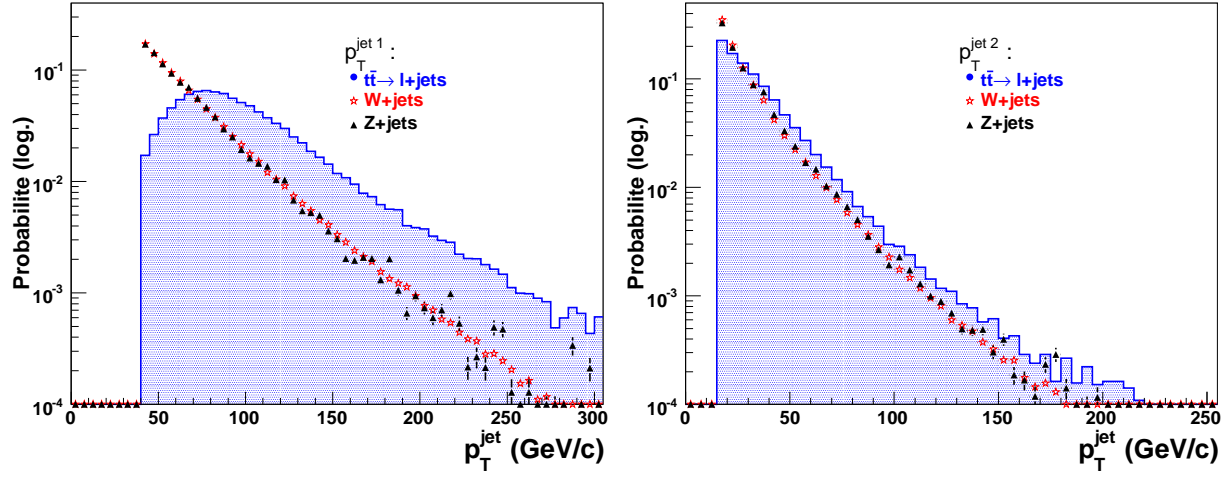 Probabilite (log.)
10^{-1}
10^{-2}
10^{-3}
10^{-4}
p_T^{jet 1} :
tt̄→ l+jets
W+jets
Z+jets
0 50 100 150 200 250 300
p_T^{jet} (GeV/c)
Probabilite (log.)
10^{-1}
10^{-2}
10^{-3}
10^{-4}
p_T^{jet 2} :
tt̄→ l+jets
W+jets
Z+jets
0 50 100 150 200 250
p_T^{jet} (GeV/c)